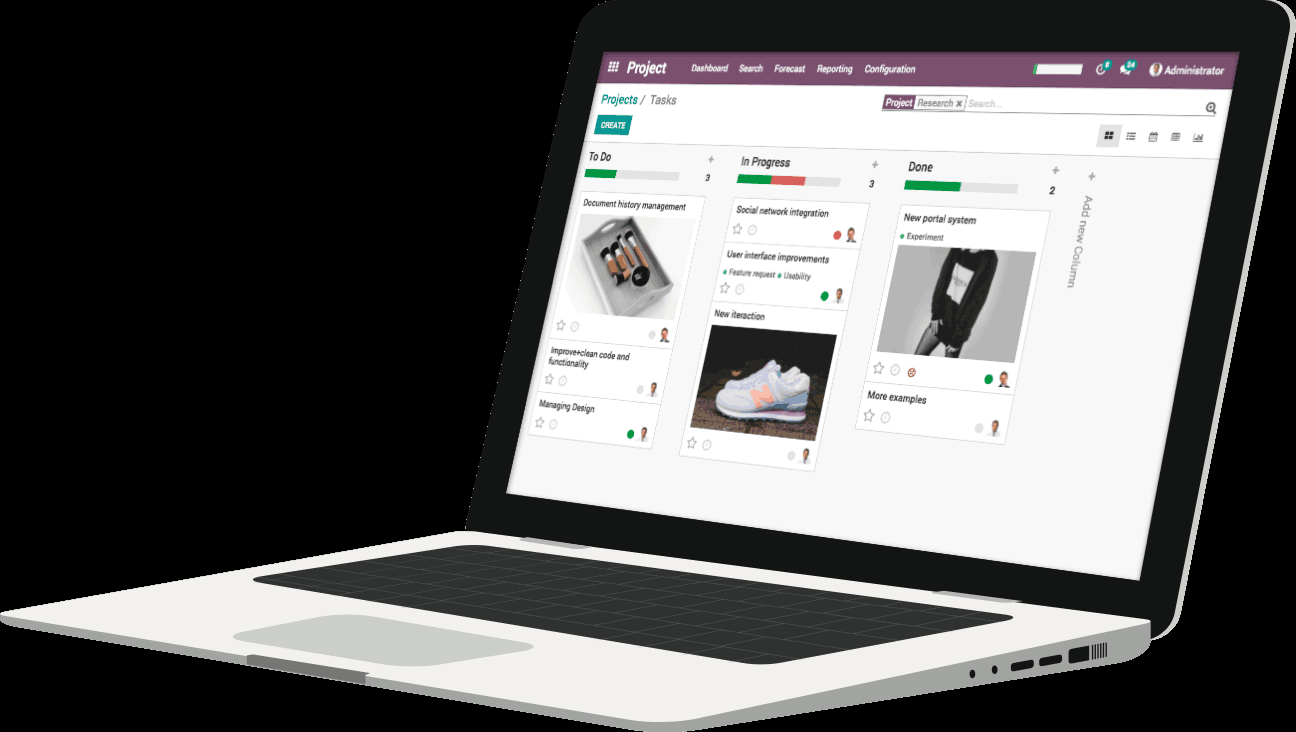 Project Dashboard Search Forecast Reporting Configuration 6 24 Administrator
Projects / Tasks
Project Research × Search...
CREATE
To Do
3
Document history management
Improve+clean code and
functionality
Managing Design
In Progress
3
Social network integration
User interface improvements
Feature request Usability
New iteraction
N
Done
2
New portal system
Experiment
More examples
Add new Column